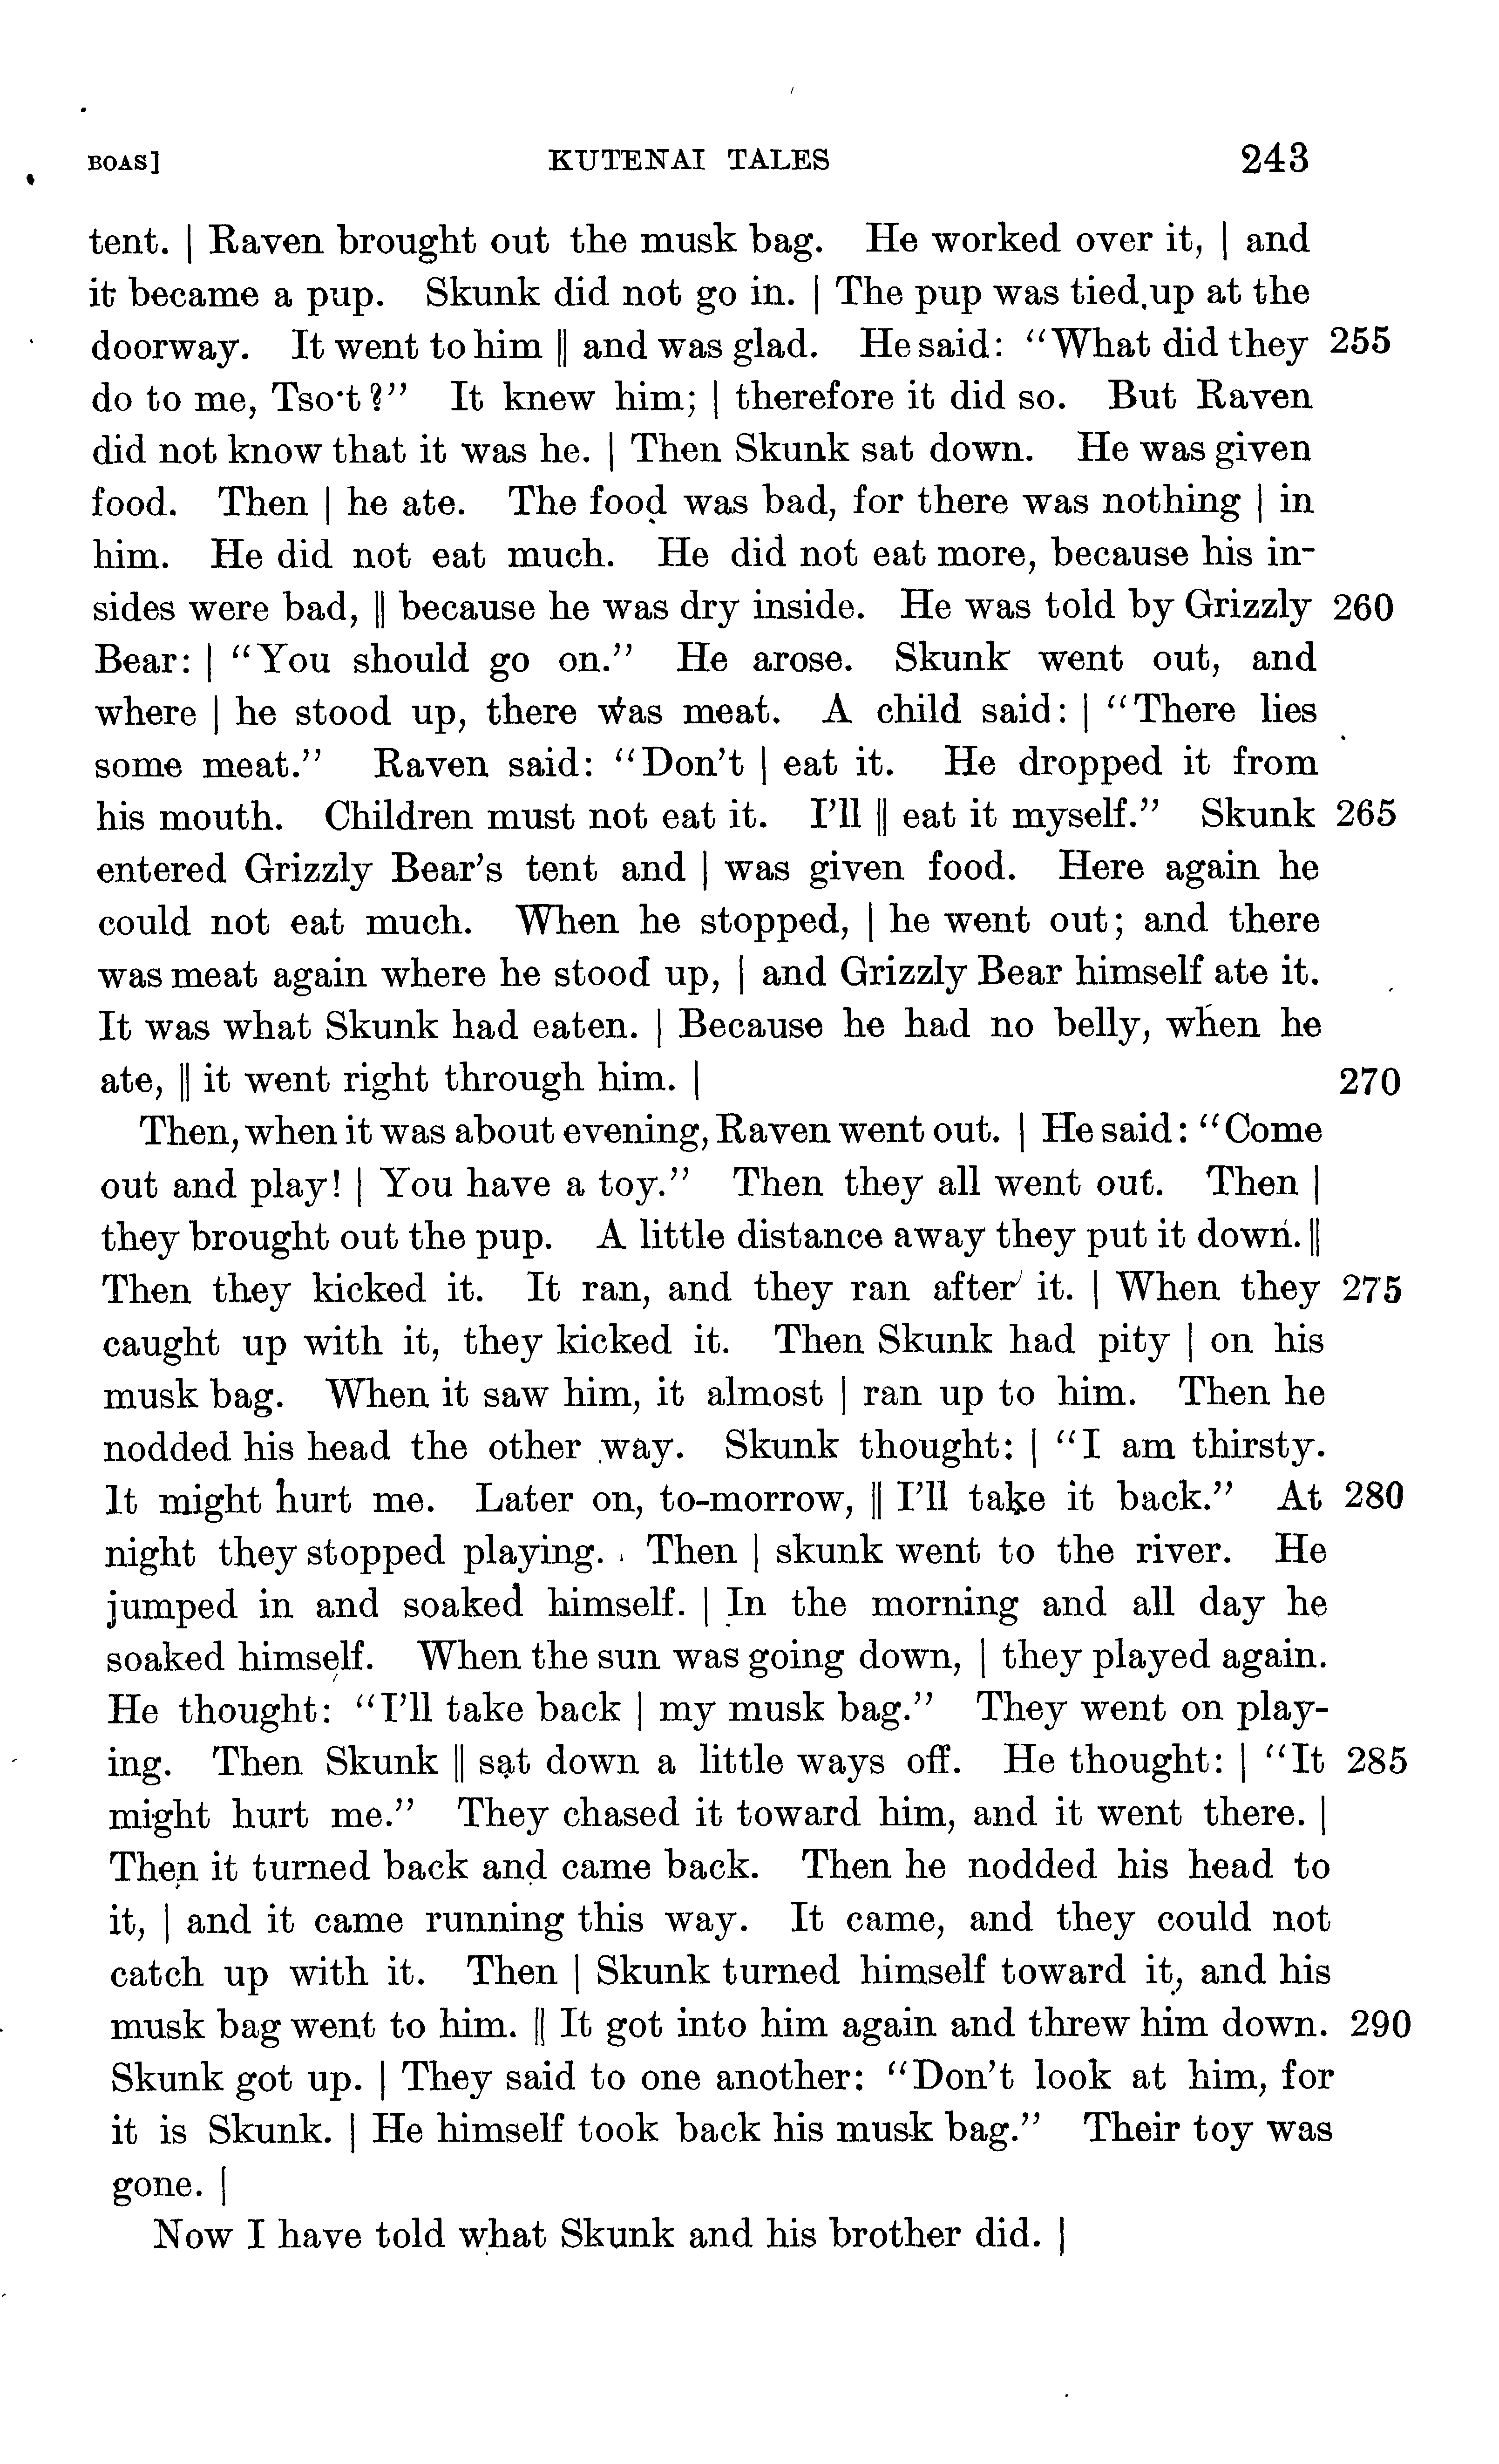 BOAS] KUTENAI TALES 243
tent. | Raven brought out the musk bag. He worked over it, | and
it became a pup. Skunk did not go in. | The pup was tied up at the
doorway. It went to him || and was glad. He said: “What did they 255
do to me, Tso·t?” It knew him; | therefore it did so. But Raven
did not know that it was he. | Then Skunk sat down. He was given
food. Then | he ate. The food was bad, for there was nothing | in
him. He did not eat much. He did not eat more, because his in-
sides were bad, || because he was dry inside. He was told by Grizzly 260
Bear: | “You should go on.” He arose. Skunk went out, and
where | he stood up, there was meat. A child said: | “There lies
some meat.” Raven said: “Don’t | eat it. He dropped it from
his mouth. Children must not eat it. I’ll || eat it myself.” Skunk 265
entered Grizzly Bear’s tent and | was given food. Here again he
could not eat much. When he stopped, | he went out; and there
was meat again where he stood up, | and Grizzly Bear himself ate it.
It was what Skunk had eaten. | Because he had no belly, when he
ate, || it went right through him. | 270
Then, when it was about evening, Raven went out. | He said: “Come
out and play! | You have a toy.” Then they all went out. Then |
they brought out the pup. A little distance away they put it down. ||
Then they kicked it. It ran, and they ran after it. | When they 275
caught up with it, they kicked it. Then Skunk had pity | on his
musk bag. When it saw him, it almost | ran up to him. Then he
nodded his head the other way. Skunk thought: | “I am thirsty.
It might hurt me. Later on, to-morrow, || I’ll take it back.” At 280
night they stopped playing. Then | skunk went to the river. He
jumped in and soaked himself. | In the morning and all day he
soaked himself. When the sun was going down, | they played again.
He thought: “I’ll take back | my musk bag.” They went on play-
ing. Then Skunk || sat down a little ways off. He thought: | “It 285
might hurt me.” They chased it toward him, and it went there. |
Then it turned back and came back. Then he nodded his head to
it, | and it came running this way. It came, and they could not
catch up with it. Then | Skunk turned himself toward it, and his
musk bag went to him. || It got into him again and threw him down. 290
Skunk got up. | They said to one another: “Don’t look at him, for
it is Skunk. | He himself took back his musk bag.” Their toy was
gone. |
Now I have told what Skunk and his brother did. |